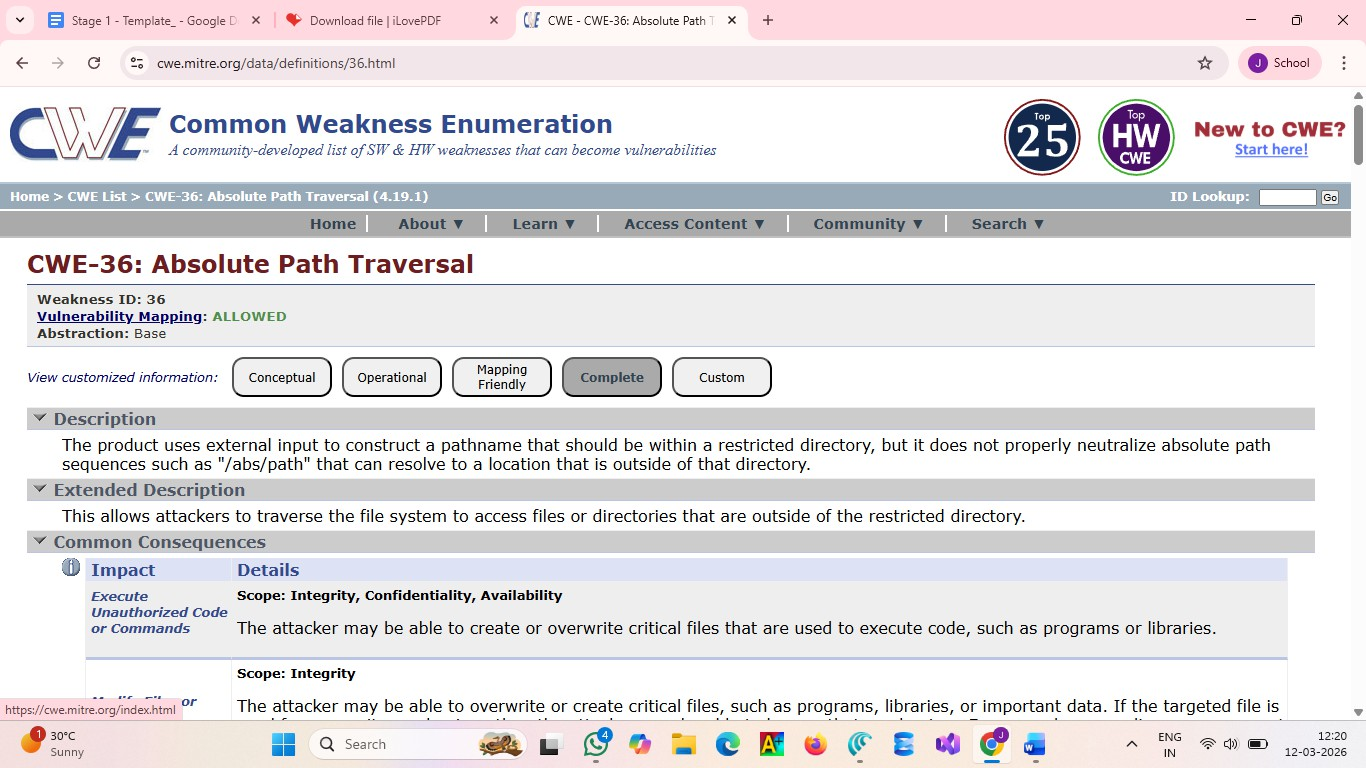 Stage 1 - Template_ - Google D
Download file | iLovePDF
CWE - CWE-36: Absolute Path T
cwe.mitre.org/data/definitions/36.html
J School
CWE
Common Weakness Enumeration
A community-developed list of SW & HW weaknesses that can become vulnerabilities
Top
25
Top
HW
CWE
New to CWE?
Start here!
Home > CWE List > CWE-36: Absolute Path Traversal (4.19.1)
ID Lookup:
Go
Home
About ▼
Learn ▼
Access Content ▼
Community ▼
Search ▼
CWE-36: Absolute Path Traversal
Weakness ID: 36
Vulnerability Mapping: ALLOWED
Abstraction: Base
View customized information:
Conceptual
Operational
Mapping
Friendly
Complete
Custom
Description
The product uses external input to construct a pathname that should be within a restricted directory, but it does not properly neutralize absolute path
sequences such as "/abs/path" that can resolve to a location that is outside of that directory.
Extended Description
This allows attackers to traverse the file system to access files or directories that are outside of the restricted directory.
Common Consequences
Impact
Details
Execute
Unauthorized Code
or Commands
Scope: Integrity, Confidentiality, Availability
The attacker may be able to create or overwrite critical files that are used to execute code, such as programs or libraries.
Scope: Integrity
or
The attacker may be able to overwrite or create critical files, such as programs, libraries, or important data. If the targeted file is
https://cwe.mitre.org/index.html
1
30°C
Sunny
Search
4
J
ENG
IN
12:20
12-03-2026